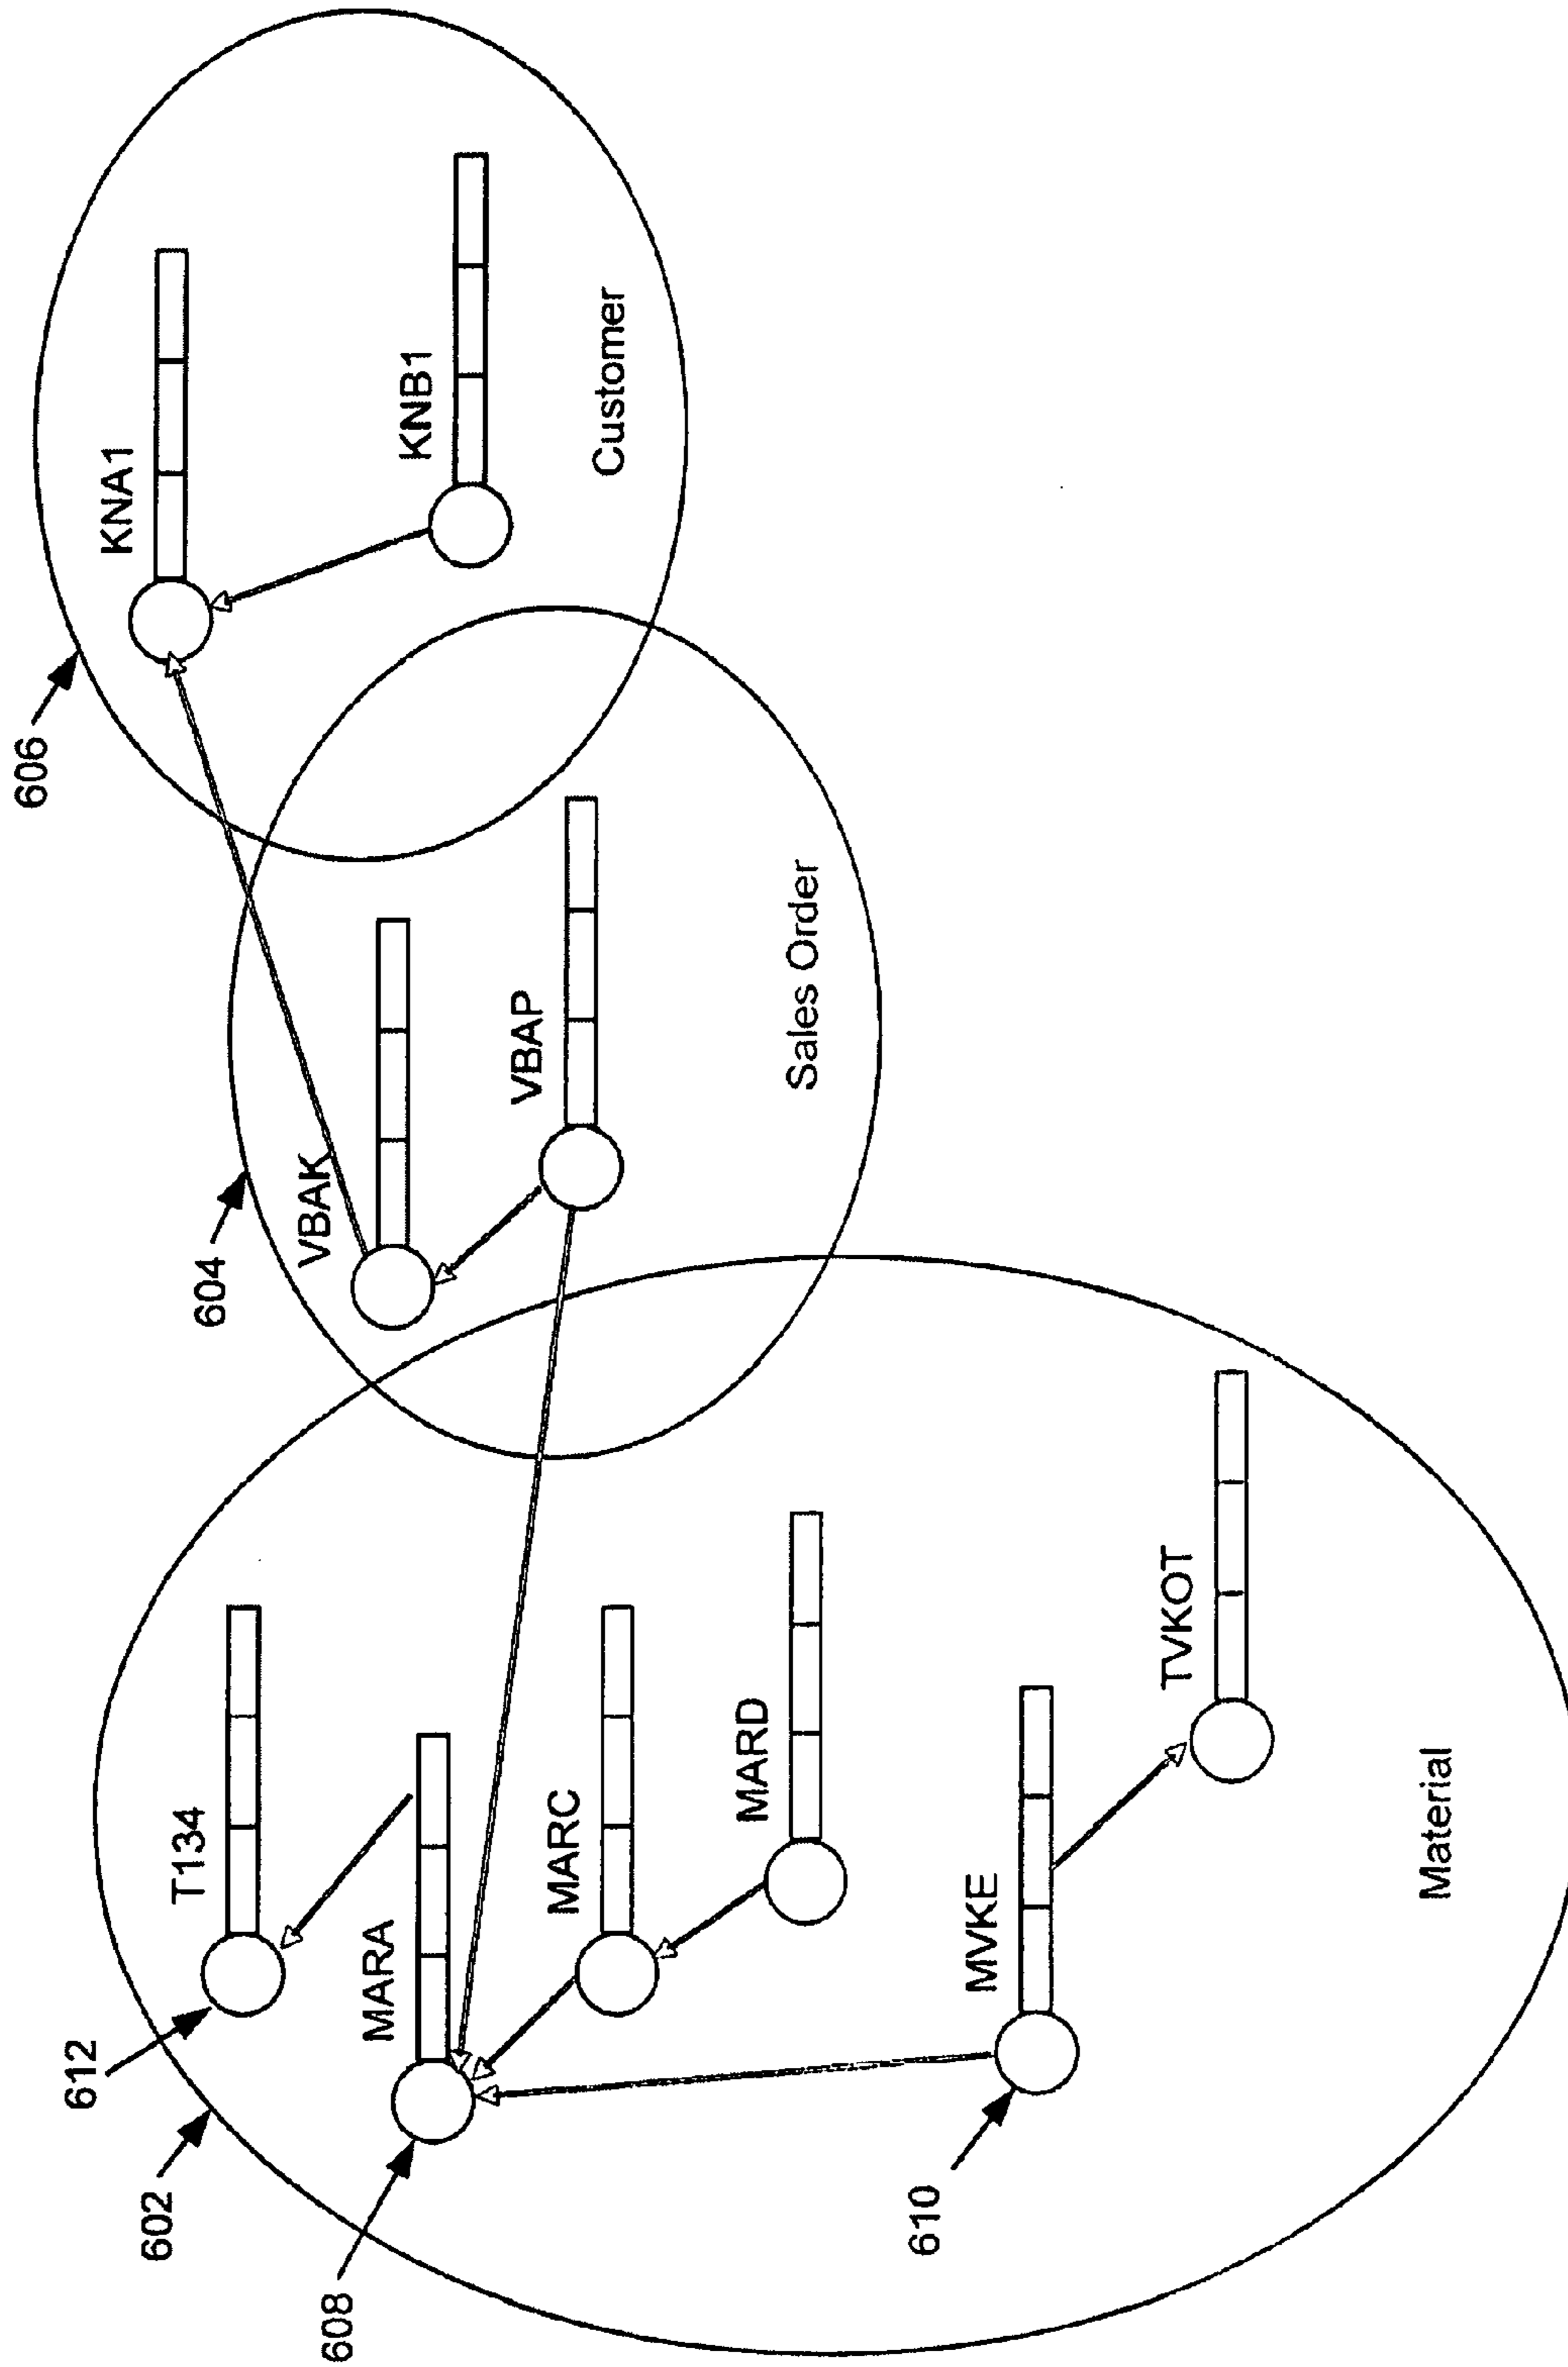 606
KNA1
KNB1
Customer
604
VBAK
VBAP
Sales Order
612
602
T134
608
MARA
MARC
MARD
610
MVKE
TVKOT
Material